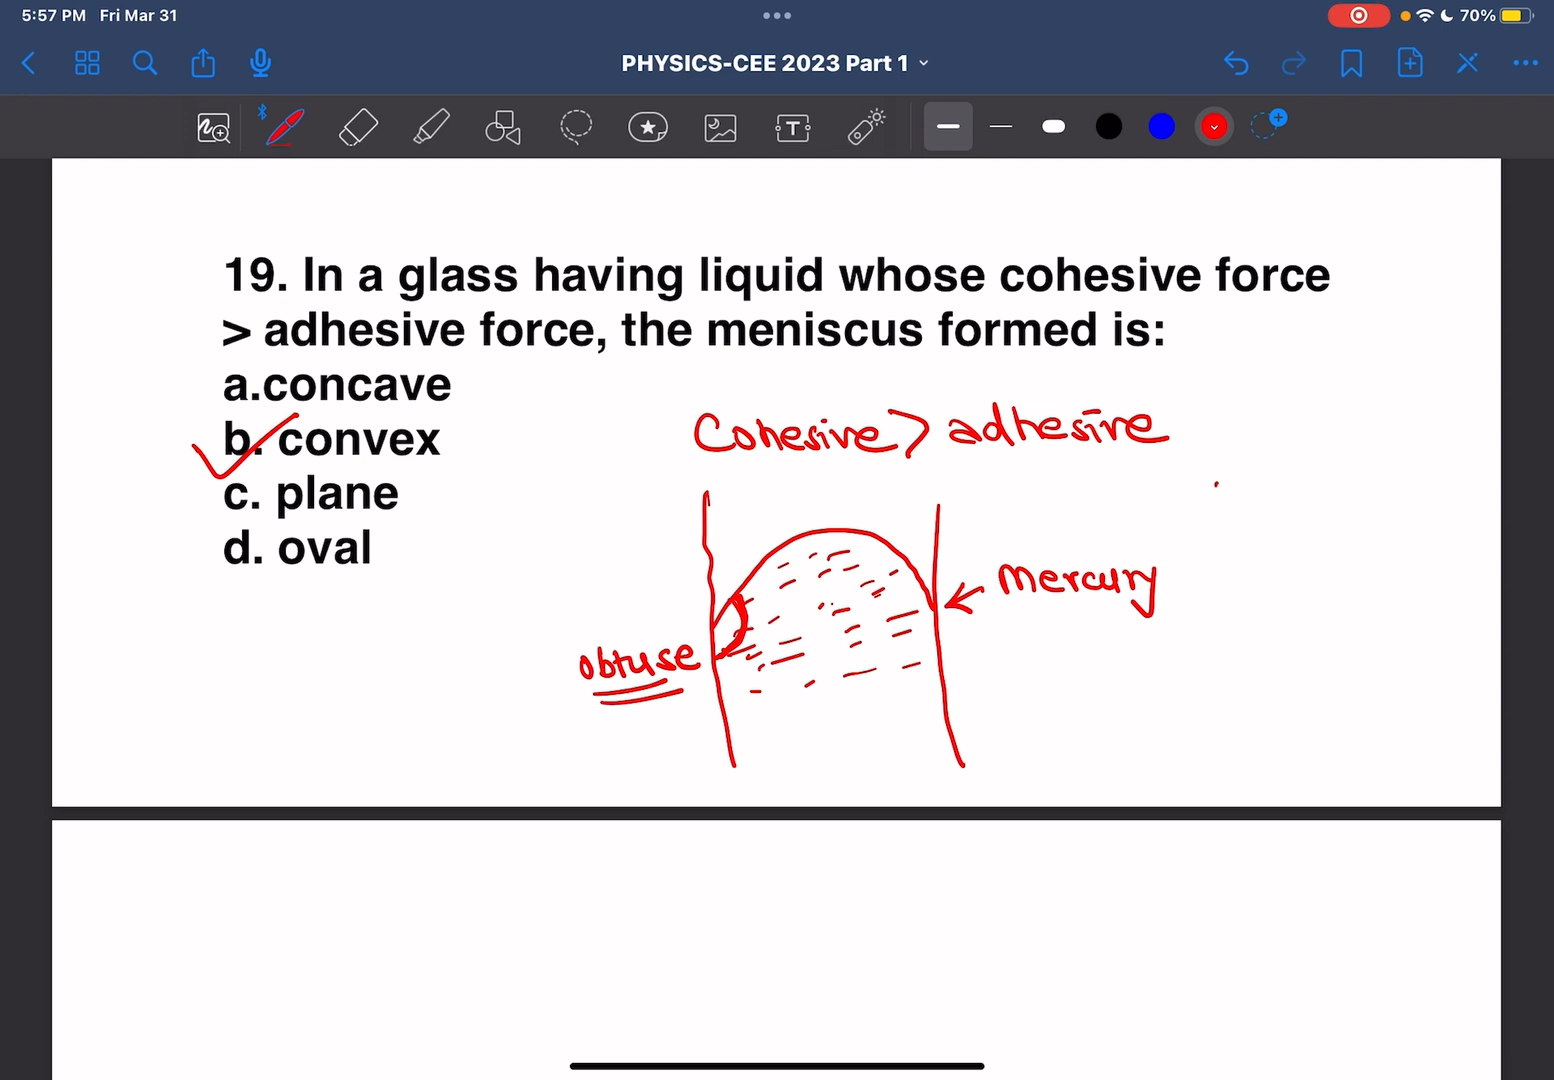 5:57 PM Fri Mar 31
70%
PHYSICS-CEE 2023 Part 1
T
19. In a glass having liquid whose cohesive force
> adhesive force, the meniscus formed is:
a.concave
b. convex
c. plane
d. oval
Cohesive > adhesive
Mercury
obtuse